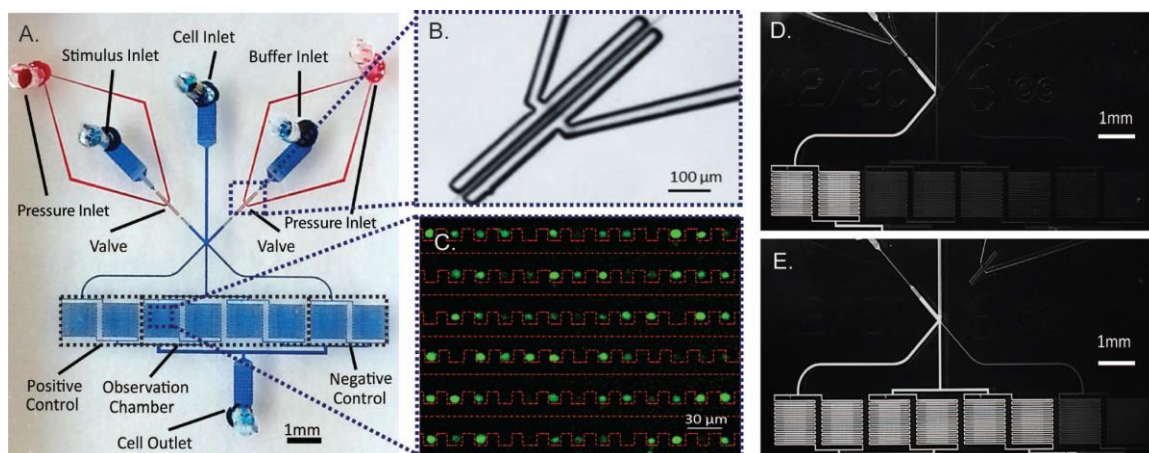 A.
Cell Inlet
Stimulus Inlet
Buffer Inlet
Pressure Inlet
Valve
Valve
Pressure Inlet
Positive
Control
Observation
Chamber
Negative
Control
Cell Outlet
1mm
B.
100 µm
C.
30 µm
D.
1mm
E.
1mm